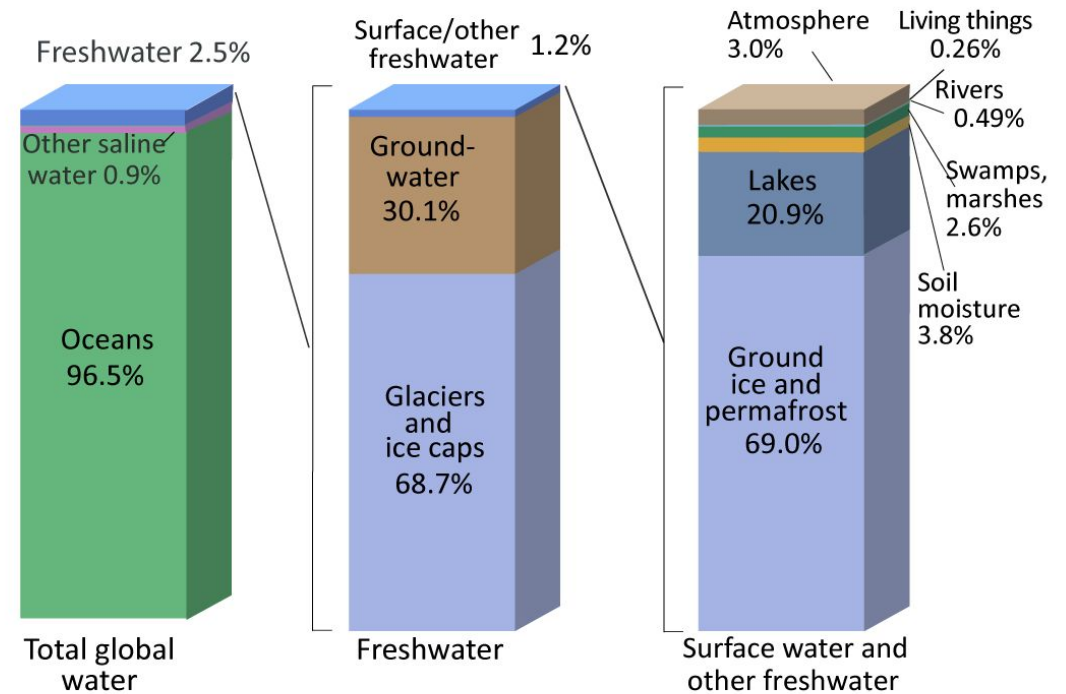 Freshwater 2.5%
Other saline
water 0.9%
Oceans
96.5%
Total global
water
Surface/other
freshwater
1.2%
Ground-
water
30.1%
Glaciers
and
ice caps
68.7%
Freshwater
Atmosphere
3.0%
Living things
0.26%
Rivers
0.49%
Swamps,
marshes
2.6%
Soil
moisture
3.8%
Lakes
20.9%
Ground
ice and
permafrost
69.0%
Surface water and
other freshwater